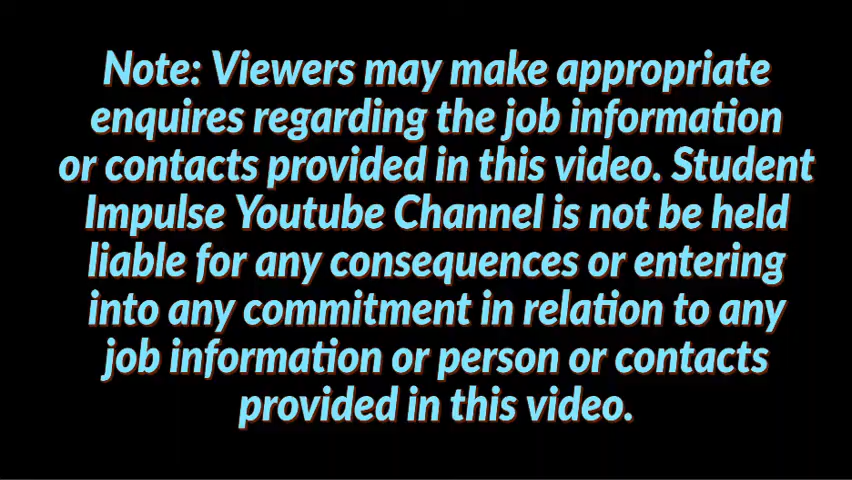 Note: Viewers may make appropriate
enquires regarding the job information
or contacts provided in this video. Student
Impulse Youtube Channel is not be held
liable for any consequences or entering
into any commitment in relation to any
job information or person or contacts
provided in this video.